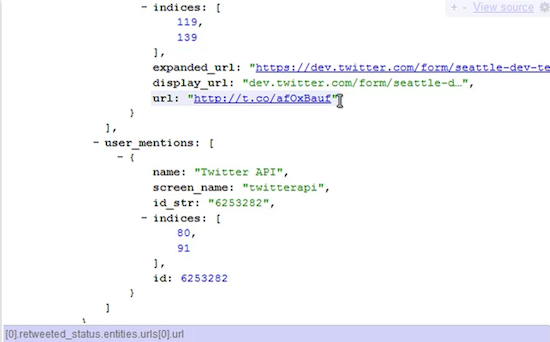 + - View source
- indices: [
119,
139
],
expanded_url: "https://dev.twitter.com/form/seattle-dev-te
display_url: "dev.twitter.com/form/seattle-d…",
url: "http://t.co/afOxBauf"
}
],
- user_mentions: [
- {
name: "Twitter API",
screen_name: "twitterapi",
id_str: "6253282",
- indices: [
80,
91
],
id: 6253282
}
]
}
[0].retweeted_status.entities.urls[0].url